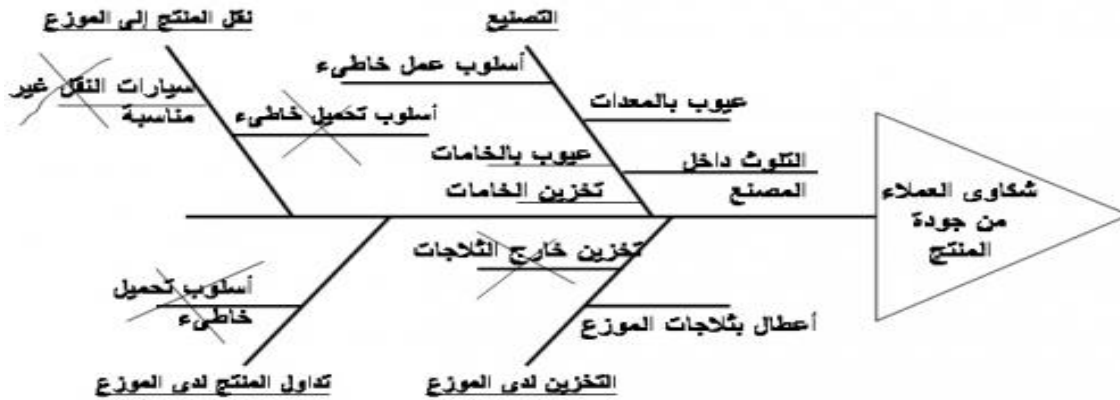 نقل المنتج إلى الموزع
التصنيع
أسلوب عمل خاطىء
سيارات النقل غير
مناسبة
أسلوب تحميل خاطىء
عيوب بالمعدات
عيوب بالخامات
التلوث داخل
المصنع
تخزين الخامات
شكاوى العملاء
من جودة
المنتج
تخزين خارج الثلاجات
أسلوب تحميل
خاطىء
أعطال بثلاجات الموزع
تداول المنتج لدى الموزع
التخزين لدى الموزع